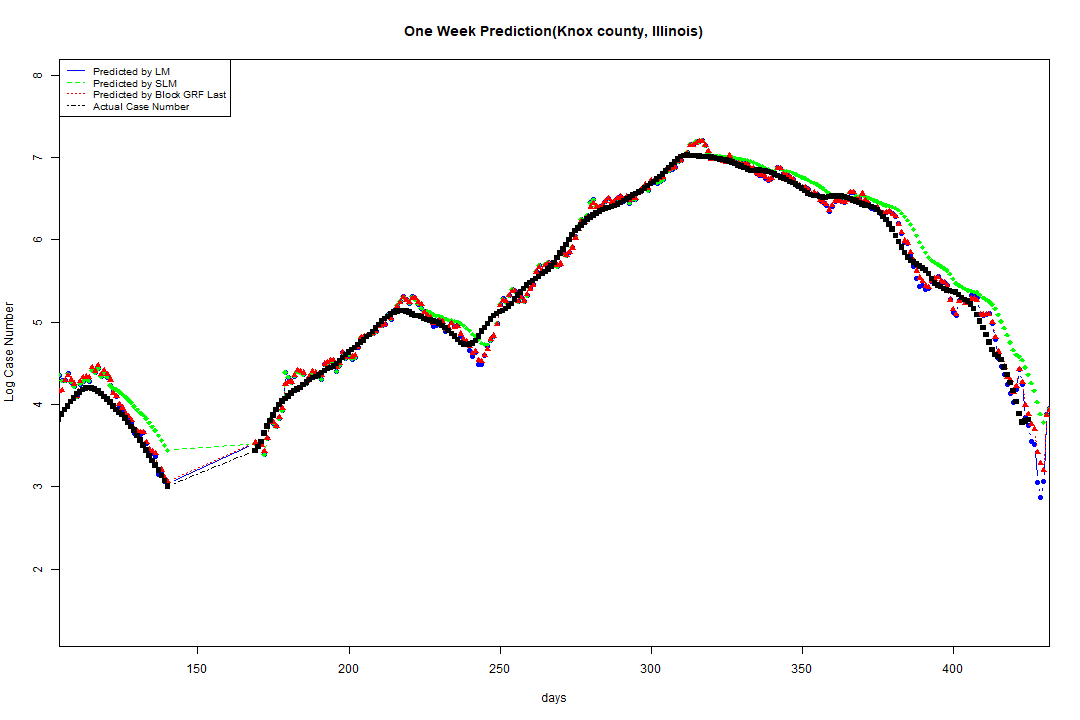 One Week Prediction(Knox county, Illinois)
Predicted by LM
Predicted by SLM
Predicted by Block GRF Last
Actual Case Number
8
7
6
5
4
3
2
Log Case Number
150 200 250 300 350 400
days